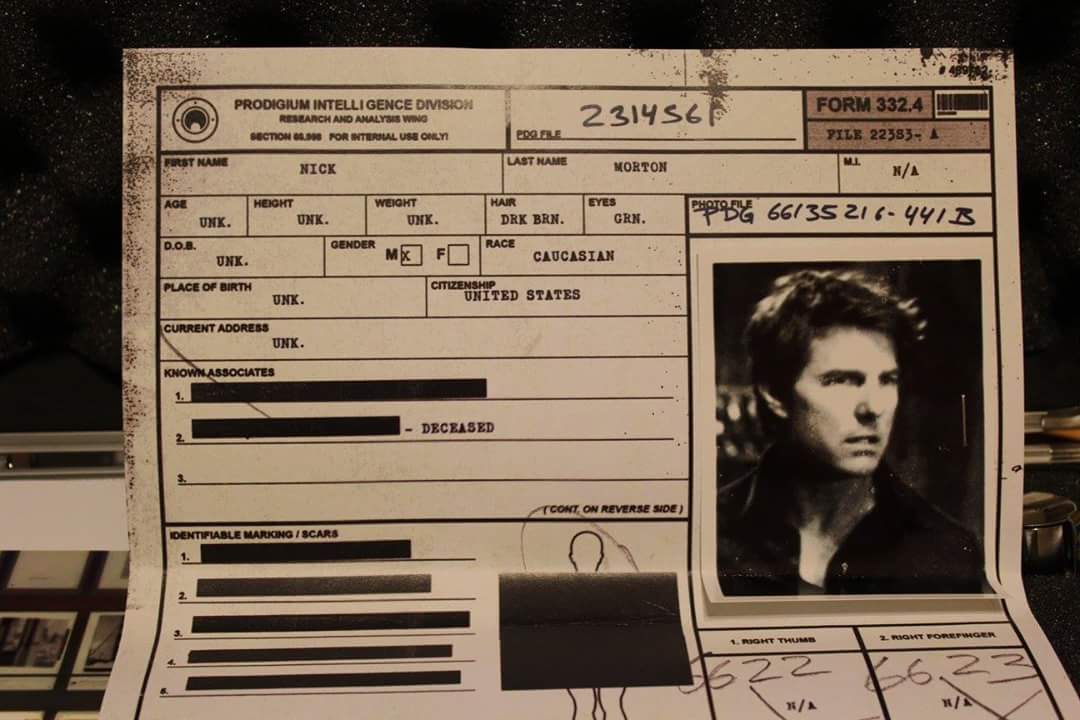 PRODIGIUM INTELLIGENCE DIVISION
RESEARCH AND ANALYSIS WING
FOR INTERNAL USE ONLY!
2314561
PDG FILE
FORM 332.4
FILE 22383- A
FIRST NAME
NICK
LAST NAME
MORTON
M.I.
N/A
AGE
UNK.
HEIGHT
UNK.
WEIGHT
UNK.
HAIR
DRK BRN.
EYES
GRN.
PHOTO FILE
PDG 66135216-441B
D.O.B.
UNK.
GENDER
M X F
RACE
CAUCASIAN
PLACE OF BIRTH
UNK.
CITIZENSHIP
UNITED STATES
CURRENT ADDRESS
UNK.
KNOWN ASSOCIATES
1.
2. - DECEASED
3.
(CONT. ON REVERSE SIDE)
IDENTIFIABLE MARKING / SCARS
1.
2.
3.
4.
5.
1. RIGHT THUMB
2. RIGHT FOREFINGER
6622
6623
N/A
N/A